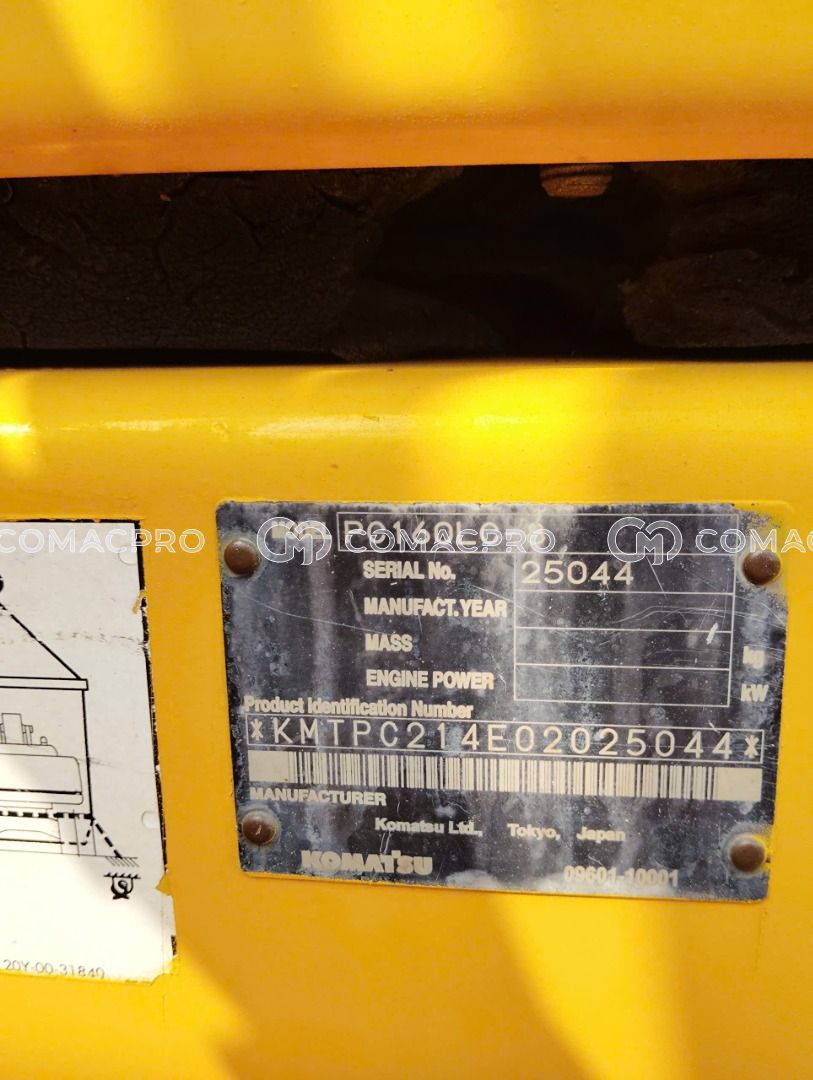 COMACPRO COMACPRO COMAC
PC160LC
SERIAL No. 25044
MANUFACT.YEAR
MASS kg
ENGINE POWER kW
Product Identification Number
*KMTPC214E02025044*
MANUFACTURER
Komatsu Ltd., Tokyo, Japan
KOMATSU 09601-10001
20Y-00-31840